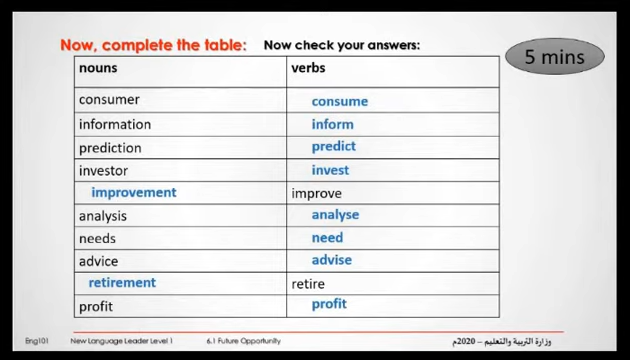 Now, complete the table: Now check your answers:
5 mins
nouns verbs
consumer consume
information inform
prediction predict
investor invest
improvement improve
analysis analyse
needs need
advice advise
retirement retire
profit profit
Eng101 New Language Leader Level 1 6.1 Future Opportunity وزارة التربية والتعليم – 2020م